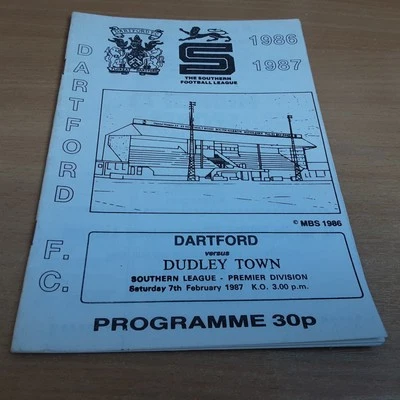 DARTFORD
1986
1987
THE SOUTHERN
FOOTBALL LEAGUE
DARTFORD F.C.
© MBS 1986
DARTFORD
versus
DUDLEY TOWN
SOUTHERN LEAGUE - PREMIER DIVISION
Saturday 7th February 1987 K.O. 3.00 p.m.
PROGRAMME 30p